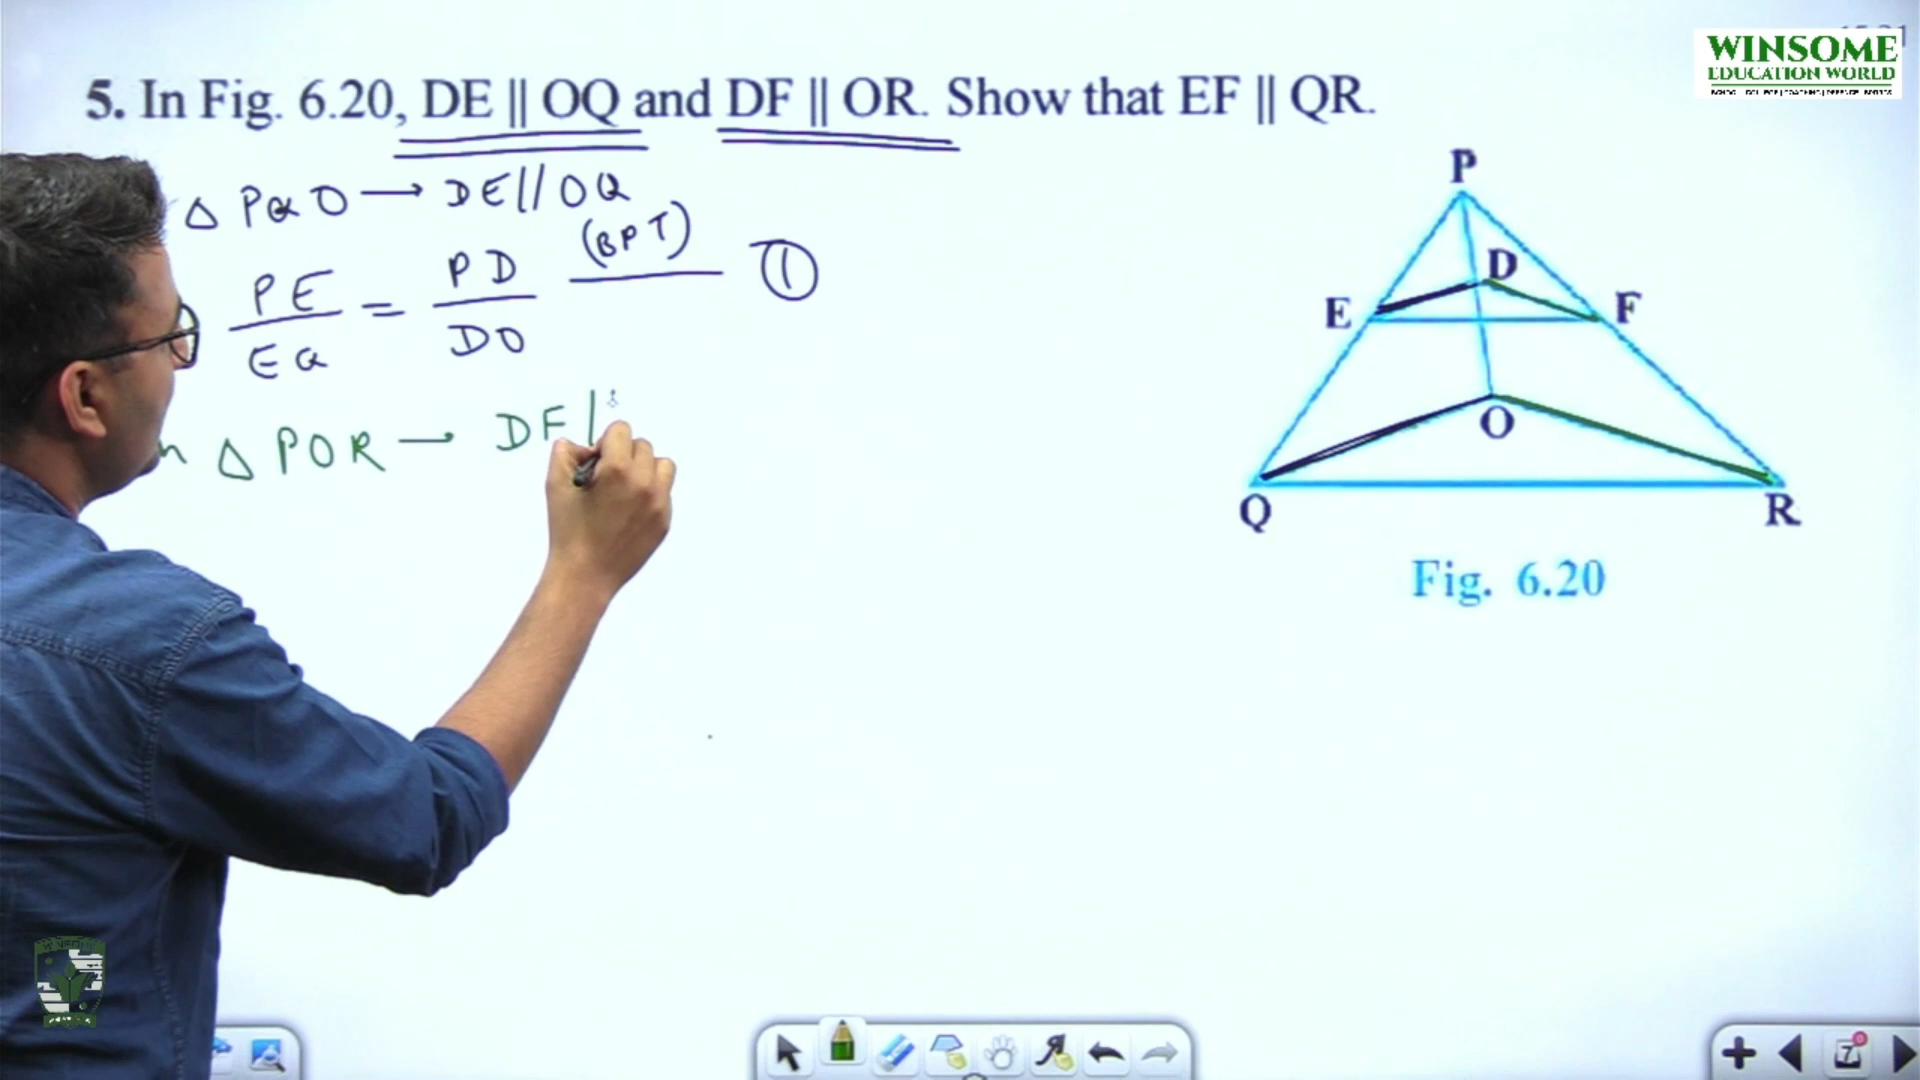 WINSOME
EDUCATION WORLD
5. In Fig. 6.20, DE || OQ and DF || OR. Show that EF || QR.
△ PQO → DE // OQ
PE/EQ = PD/DO (BPT) ①
△ POR → DF |
P
D
E
F
O
Q
R
Fig. 6.20
7